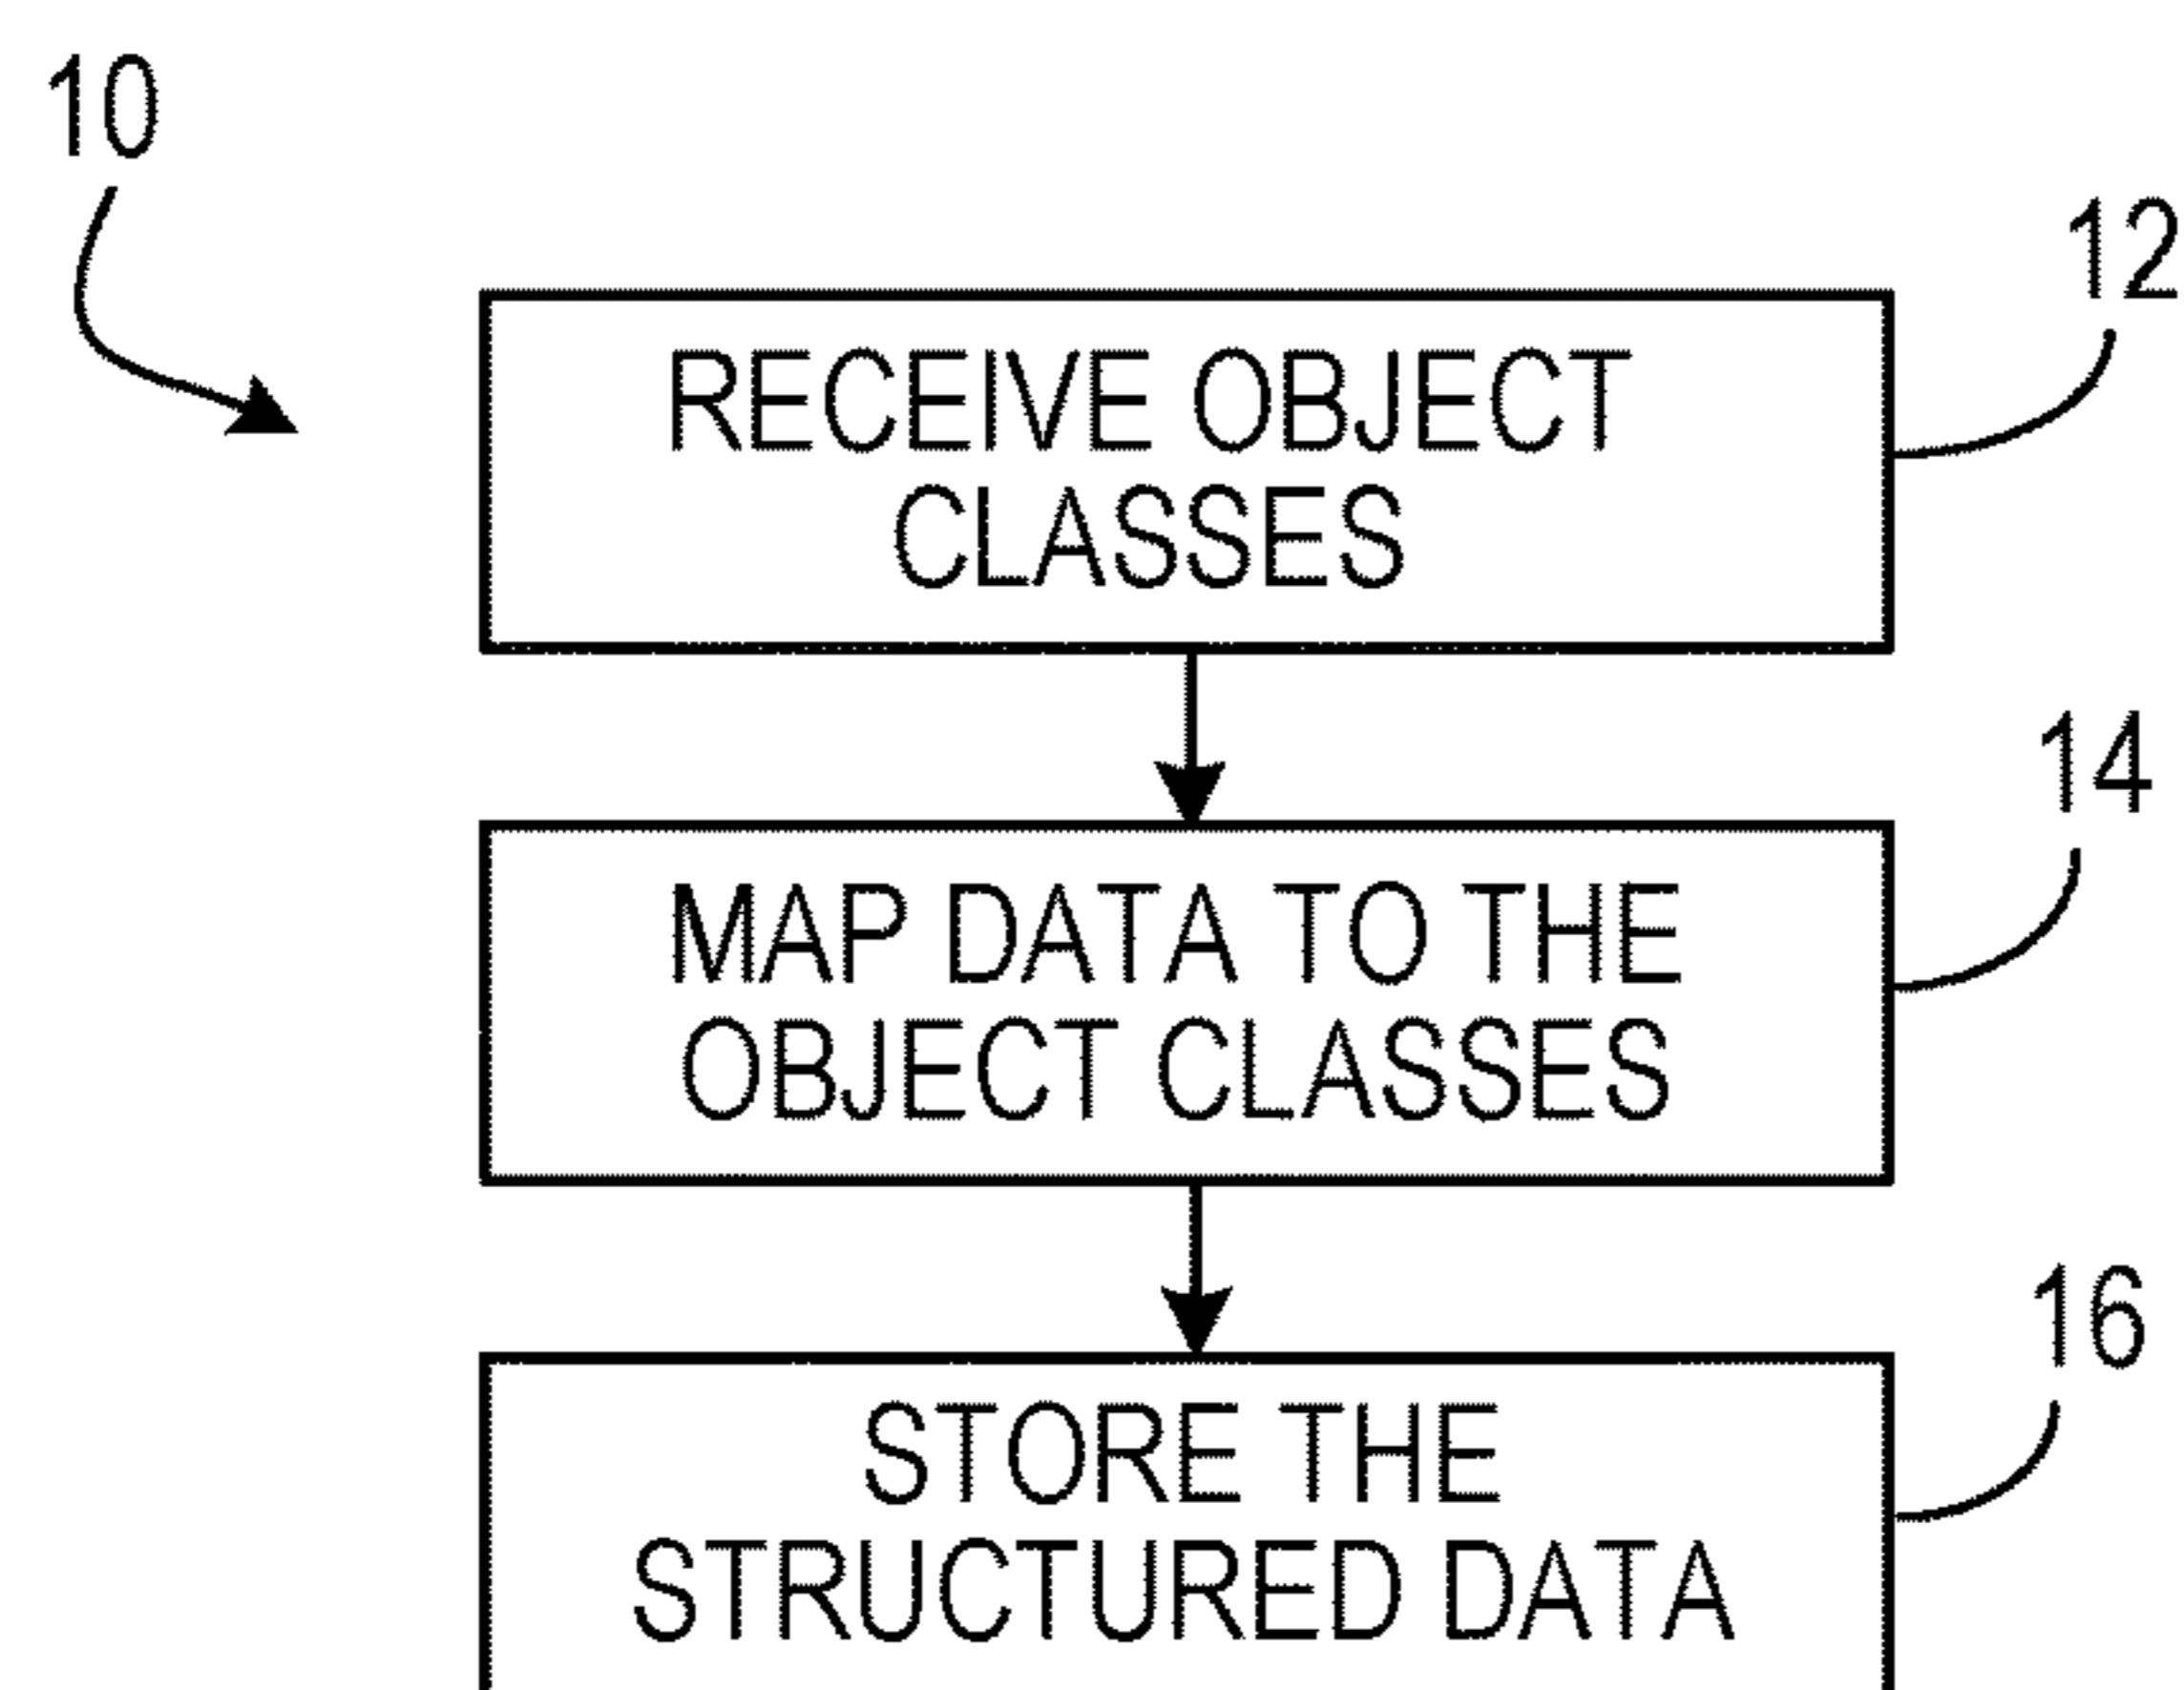 10
12
RECEIVE OBJECT
CLASSES
14
MAP DATA TO THE
OBJECT CLASSES
16
STORE THE
STRUCTURED DATA